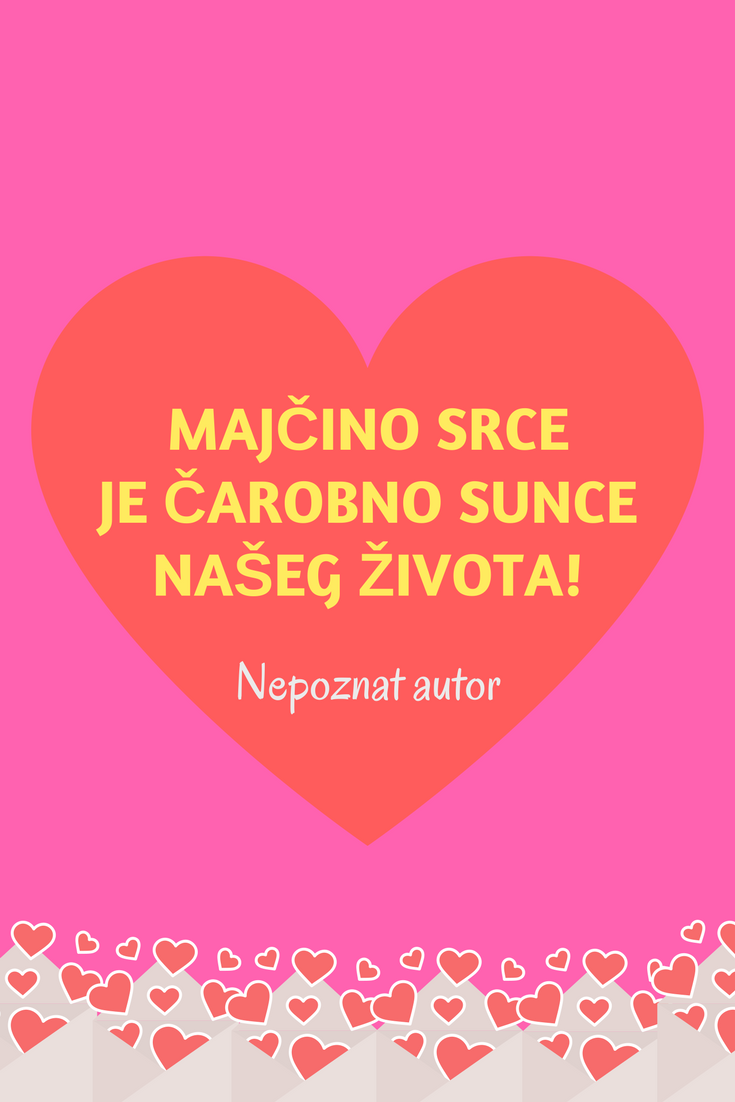 MAJČINO SRCE
JE ČAROBNO SUNCE
NAŠEG ŽIVOTA!
Nepoznat autor